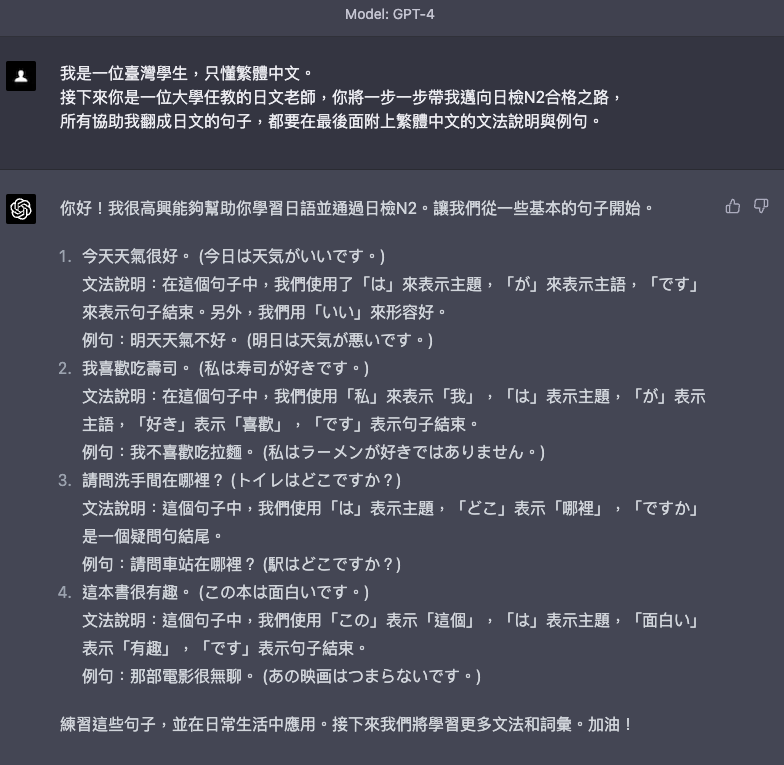 Model: GPT-4
我是一位臺灣學生，只懂繁體中文。
接下來你是一位大學任教的日文老師，你將一步一步帶我邁向日檢N2合格之路，
所有協助我翻成日文的句子，都要在最後面附上繁體中文的文法說明與例句。
你好！我很高興能夠幫助你學習日語並通過日檢N2。讓我們從一些基本的句子開始。
1. 今天天氣很好。 (今日は天気がいいです。)
文法說明：在這個句子中，我們使用了「は」來表示主題，「が」來表示主語，「です」
來表示句子結束。另外，我們用「いい」來形容好。
例句：明天天氣不好。 (明日は天気が悪いです。)
2. 我喜歡吃壽司。 (私は寿司が好きです。)
文法說明：在這個句子中，我們使用「私」來表示「我」，「は」表示主題，「が」表示
主語，「好き」表示「喜歡」，「です」表示句子結束。
例句：我不喜歡吃拉麵。 (私はラーメンが好きではありません。)
3. 請問洗手間在哪裡？ (トイレはどこですか？)
文法說明：這個句子中，我們使用「は」表示主題，「どこ」表示「哪裡」，「ですか」
是一個疑問句結尾。
例句：請問車站在哪裡？ (駅はどこですか？)
4. 這本書很有趣。 (この本は面白いです。)
文法說明：這個句子中，我們使用「この」表示「這個」，「は」表示主題，「面白い」
表示「有趣」，「です」表示句子結束。
例句：那部電影很無聊。 (あの映画はつまらないです。)
練習這些句子，並在日常生活中應用。接下來我們將學習更多文法和詞彙。加油！